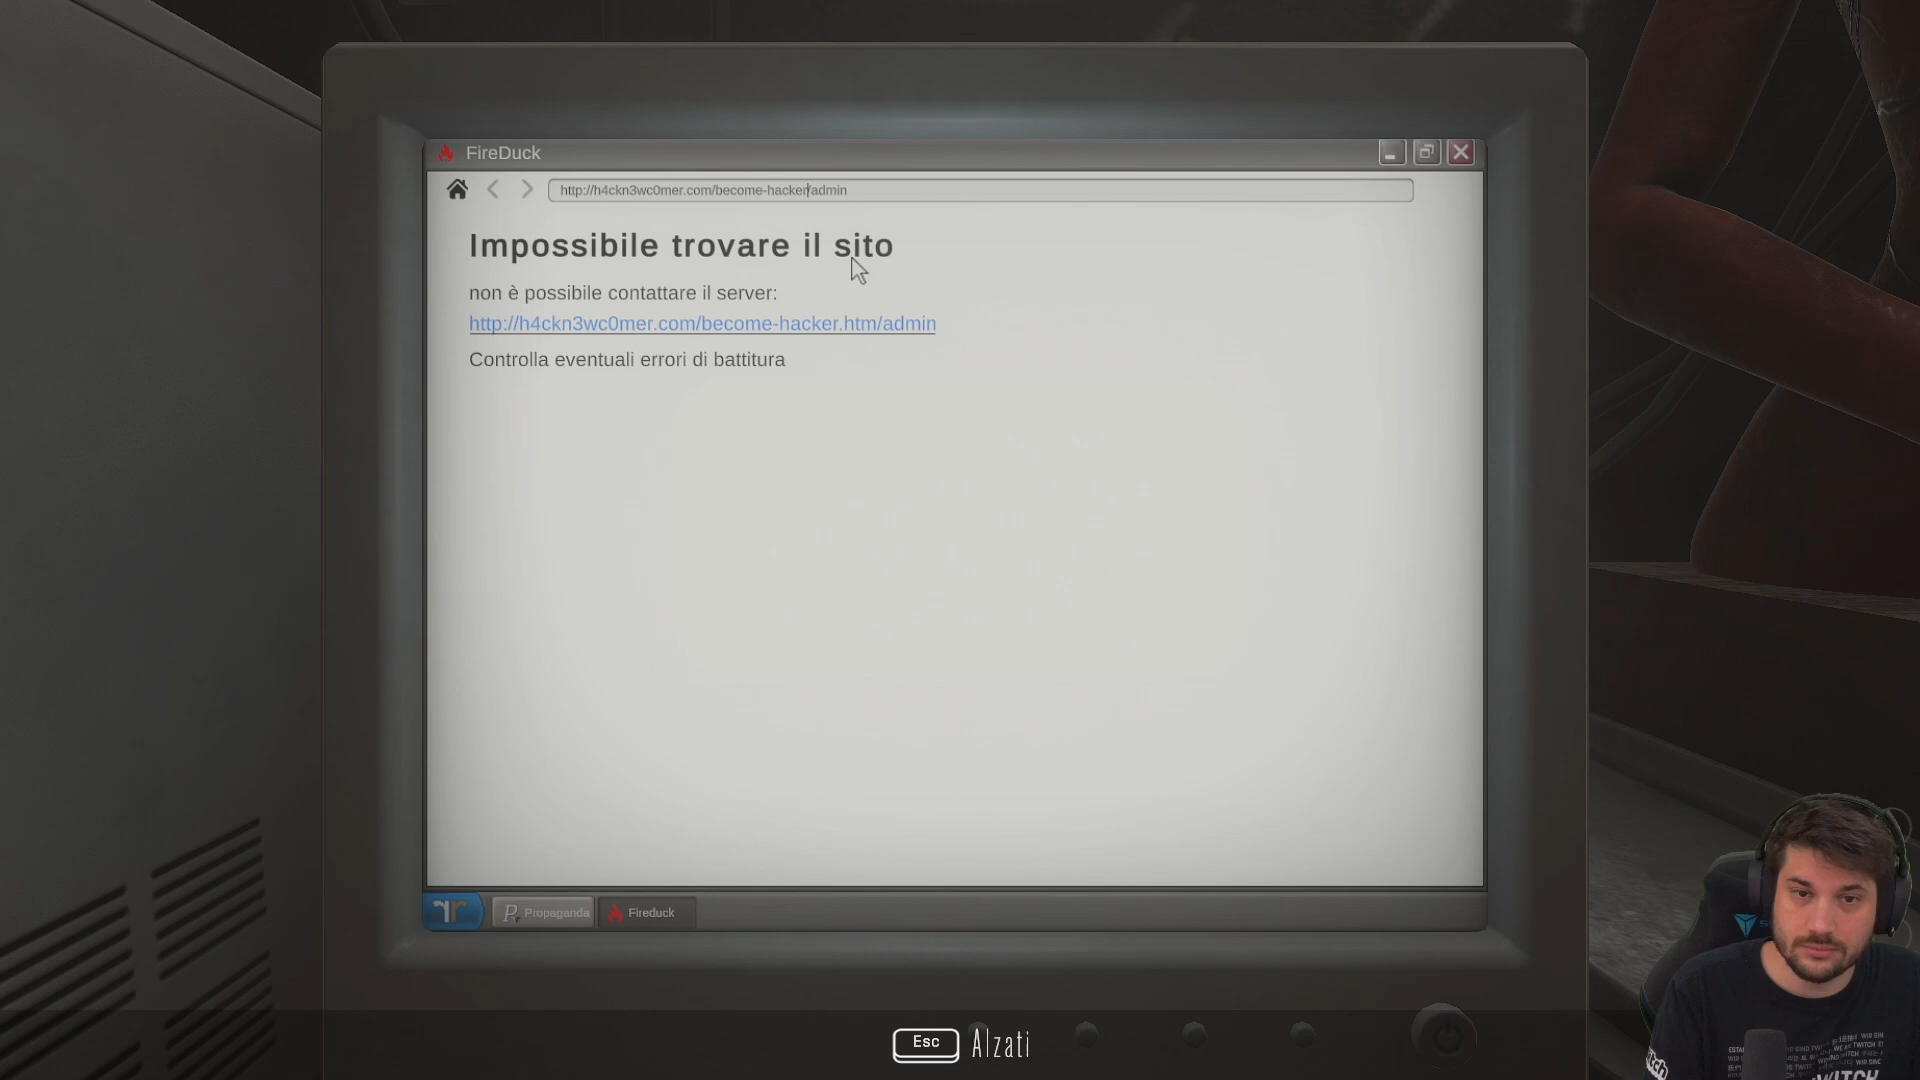 FireDuck
http://h4ckn3wc0mer.com/become-hacker/admin
Impossibile trovare il sito
non è possibile contattare il server:
http://h4ckn3wc0mer.com/become-hacker.htm/admin
Controlla eventuali errori di battitura
Propaganda
Fireduck
Esc Alzati